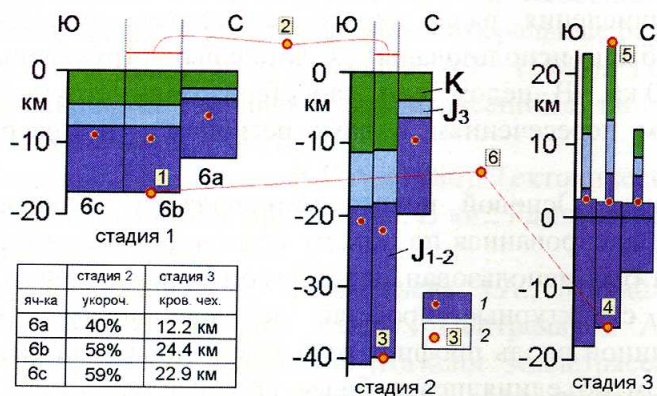 Ю С
2
0
км
-10
-20
1
6a
6c 6b
стадия 1
Ю С
0
км
-10
-20
-30
-40
K
J3
J1-2
6
1
3 2
3
стадия 2
Ю С
5
20
км
10
0
-10
-20
4
стадия 3
стадия 2 стадия 3
яч-ка укороч. кров. чех.
6a 40% 12.2 км
6b 58% 24.4 км
6c 59% 22.9 км